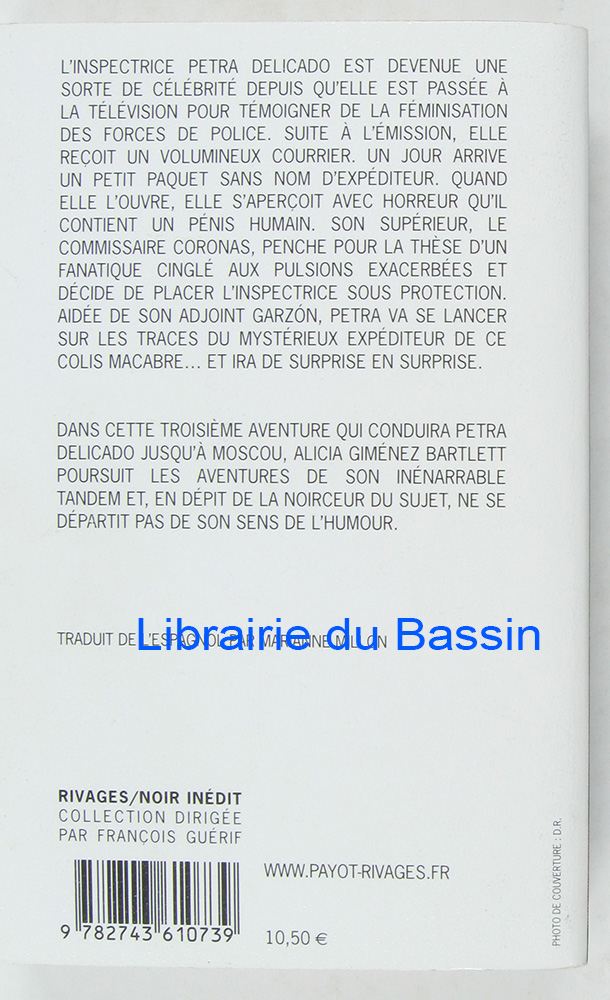 L'INSPECTRICE PETRA DELICADO EST DEVENUE UNE
SORTE DE CÉLÉBRITÉ DEPUIS QU'ELLE EST PASSÉE À
LA TÉLÉVISION POUR TÉMOIGNER DE LA FÉMINISATION
DES FORCES DE POLICE. SUITE À L'ÉMISSION, ELLE
REÇOIT UN VOLUMINEUX COURRIER. UN JOUR ARRIVE
UN PETIT PAQUET SANS NOM D'EXPÉDITEUR. QUAND
ELLE L'OUVRE, ELLE S'APERÇOIT AVEC HORREUR QU'IL
CONTIENT UN PÉNIS HUMAIN. SON SUPÉRIEUR, LE
COMMISSAIRE CORONAS, PENCHE POUR LA THÈSE D'UN
FANATIQUE CINGLÉ AUX PULSIONS EXACERBÉES ET
DÉCIDE DE PLACER L'INSPECTRICE SOUS PROTECTION.
AIDÉE DE SON ADJOINT GARZÓN, PETRA VA SE LANCER
SUR LES TRACES DU MYSTÉRIEUX EXPÉDITEUR DE CE
COLIS MACABRE... ET IRA DE SURPRISE EN SURPRISE.
DANS CETTE TROISIÈME AVENTURE QUI CONDUIRA PETRA
DELICADO JUSQU'À MOSCOU, ALICIA GIMÉNEZ BARTLETT
POURSUIT LES AVENTURES DE SON INÉNARRABLE
TANDEM ET, EN DÉPIT DE LA NOIRCEUR DU SUJET, NE SE
DÉPARTIT PAS DE SON SENS DE L'HUMOUR.
TRADUIT DE L'ESPAGNOL PAR MARIANNE MILLON
Librairie du Bassin
RIVAGES/NOIR INÉDIT
COLLECTION DIRIGÉE
PAR FRANÇOIS GUÉRIF
WWW.PAYOT-RIVAGES.FR
9 782743 610739
10,50 €
PHOTO DE COUVERTURE : D.R.